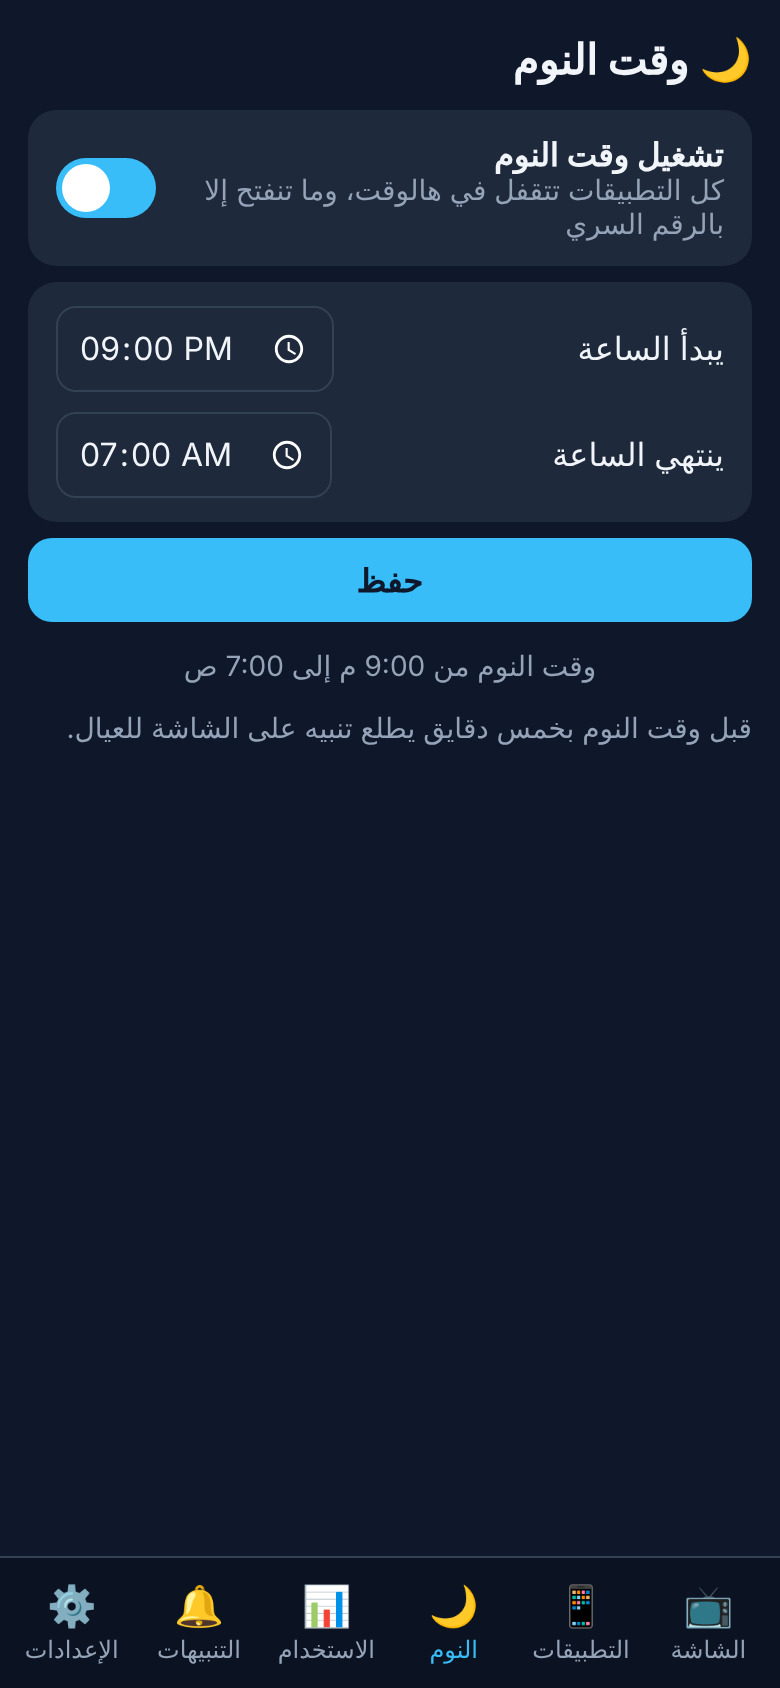 🌙 وقت النوم
تشغيل وقت النوم
كل التطبيقات تتقفل في هالوقت، وما تنفتح إلا
بالرقم السري
يبدأ الساعة
09:00 PM
ينتهي الساعة
07:00 AM
حفظ
وقت النوم من 9:00 م إلى 7:00 ص
قبل وقت النوم بخمس دقايق يطلع تنبيه على الشاشة للعيال.
الشاشة
التطبيقات
النوم
الاستخدام
التنبيهات
الإعدادات